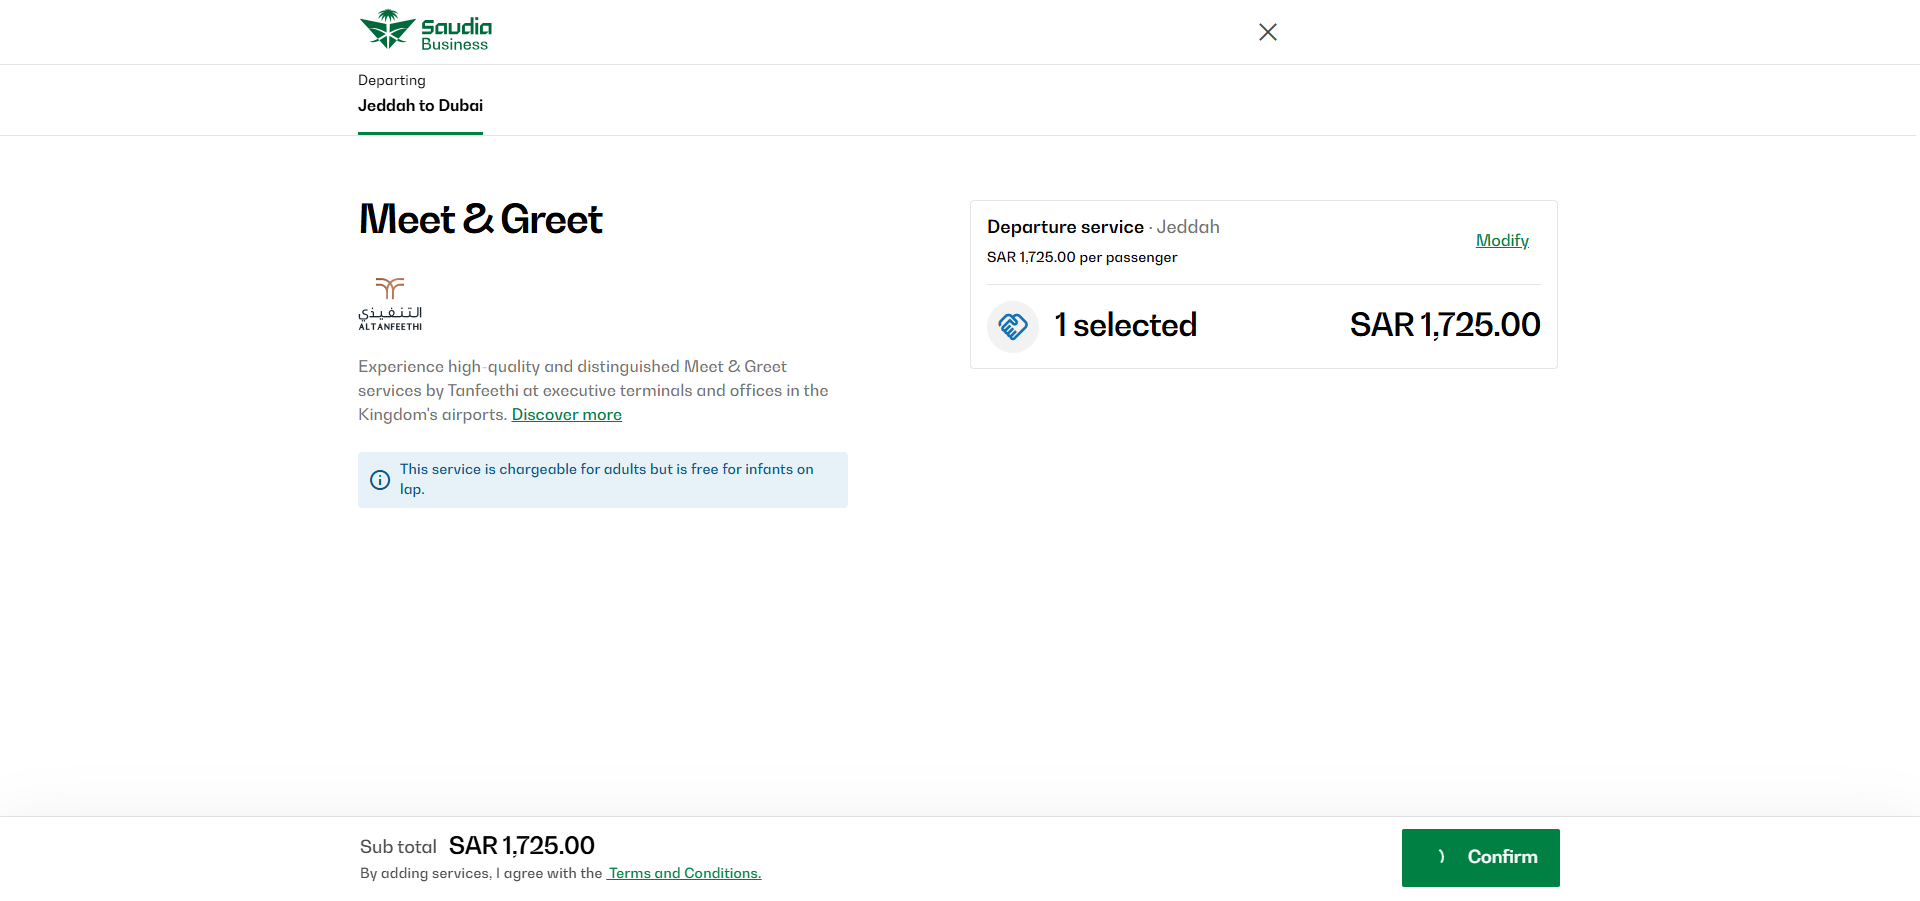 Saudia
Business
Departing
Jeddah to Dubai
Meet & Greet
التنفيذي
ALTANFEETHI
Experience high-quality and distinguished Meet & Greet
services by Tanfeethi at executive terminals and offices in the
Kingdom's airports. Discover more
This service is chargeable for adults but is free for infants on
lap.
Departure service · Jeddah
SAR 1,725.00 per passenger
Modify
1 selected
SAR 1,725.00
Sub total SAR 1,725.00
By adding services, I agree with the Terms and Conditions.
Confirm